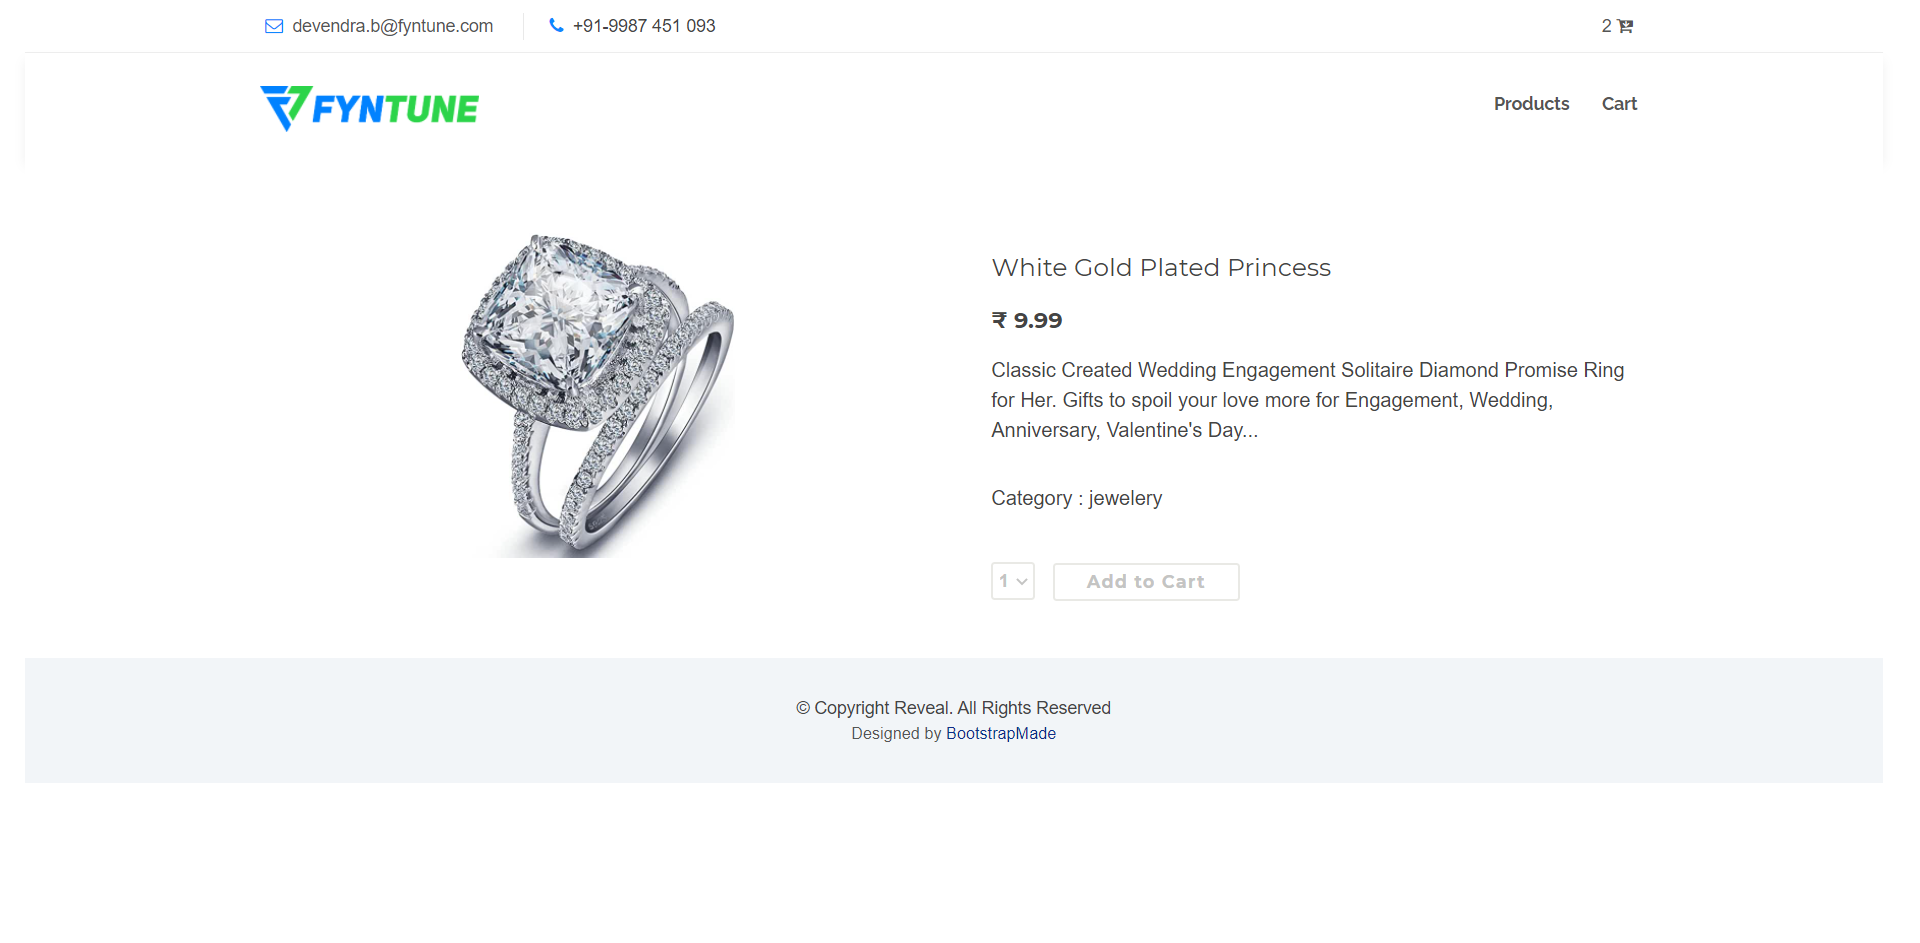 devendra.b@fyntune.com
+91-9987 451 093
2
FYNTUNE
Products
Cart
White Gold Plated Princess
₹ 9.99
Classic Created Wedding Engagement Solitaire Diamond Promise Ring
for Her. Gifts to spoil your love more for Engagement, Wedding,
Anniversary, Valentine's Day...
Category : jewelery
1
Add to Cart
© Copyright Reveal. All Rights Reserved
Designed by BootstrapMade